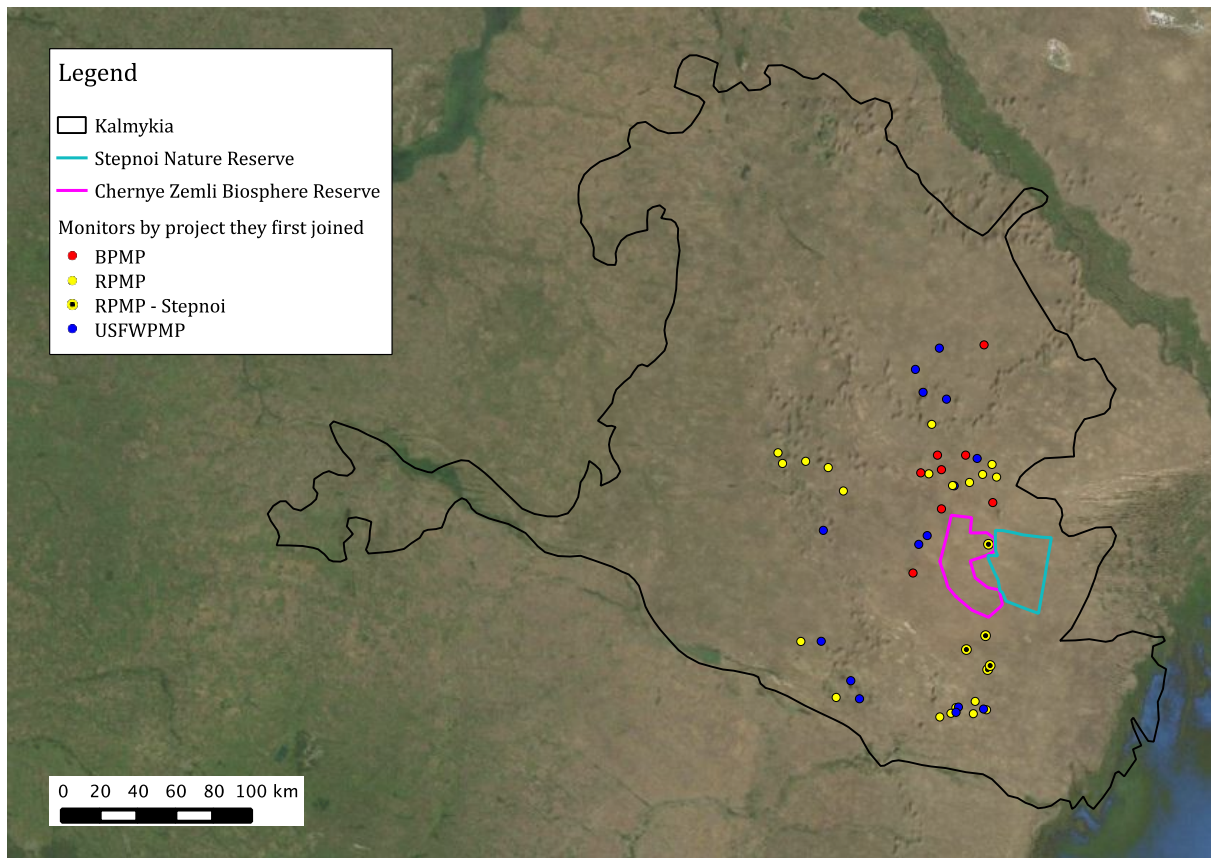 Legend
Kalmykia
Stepnoi Nature Reserve
Chernye Zemli Biosphere Reserve
Monitors by project they first joined
BPMP
RPMP
RPMP - Stepnoi
USFWPMP
0 20 40 60 80 100 km